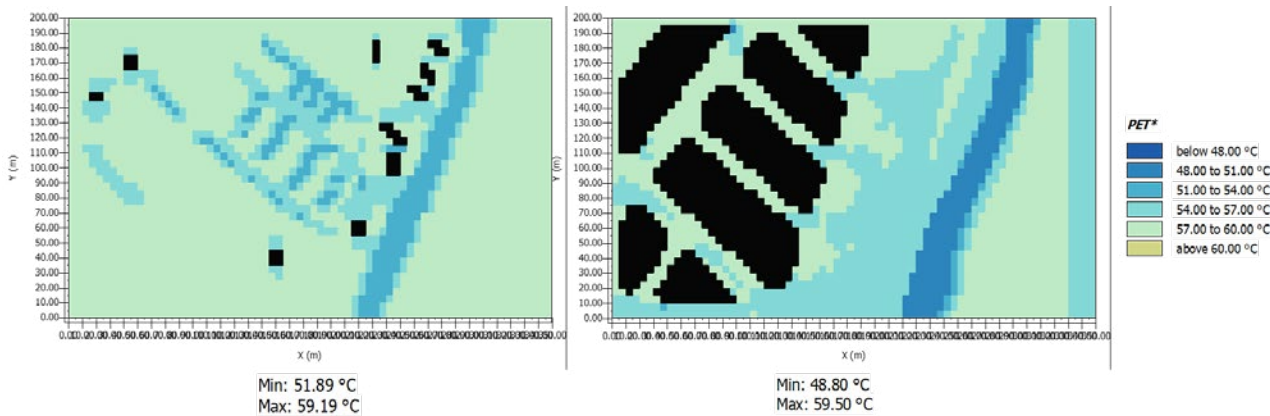 200.00
190.00
180.00
170.00
160.00
150.00
140.00
130.00
120.00
110.00
100.00
90.00
80.00
70.00
60.00
50.00
40.00
30.00
20.00
10.00
0.00
Y (m)
X (m)
Min: 51.89 °C
Max: 59.19 °C
200.00
190.00
180.00
170.00
160.00
150.00
140.00
130.00
120.00
110.00
100.00
90.00
80.00
70.00
60.00
50.00
40.00
30.00
20.00
10.00
0.00
Y (m)
X (m)
Min: 48.80 °C
Max: 59.50 °C
PET*
below 48.00 °C
48.00 to 51.00 °C
51.00 to 54.00 °C
54.00 to 57.00 °C
57.00 to 60.00 °C
above 60.00 °C